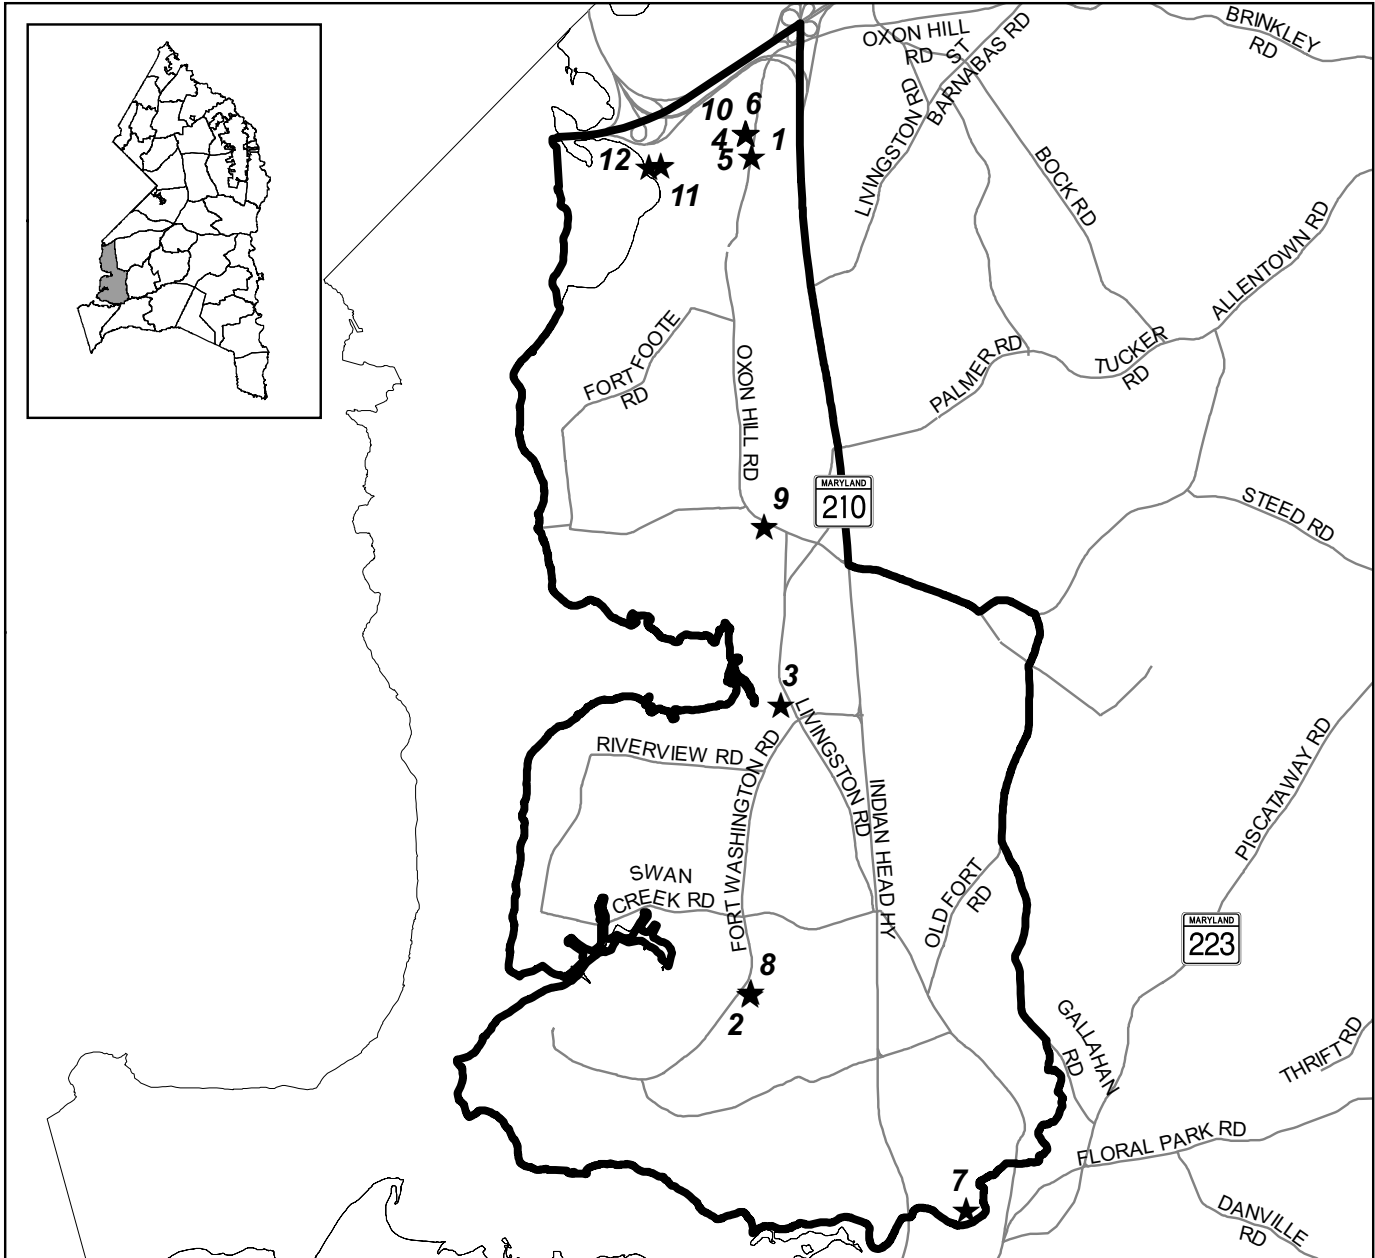 OXON HILL
RD
ST
BARNABAS RD
BRINKLEY
RD
LIVINGSTON RD
10
6
4
1
5
12
11
BOCK RD
ALLENTOWN RD
FORT FOOTE
RD
OXON HILL RD
PALMER RD
TUCKER
RD
9
MARYLAND
210
STEED RD
3
RIVERVIEW RD
FORT WASHINGTON RD
LIVINGSTON RD
INDIAN HEAD HY
PISCATAWAY RD
SWAN
CREEK RD
OLD FORT
RD
MARYLAND
223
8
2
GALLAHAN
RD
THRIFT RD
FLORAL PARK RD
7
DANVILLE
RD